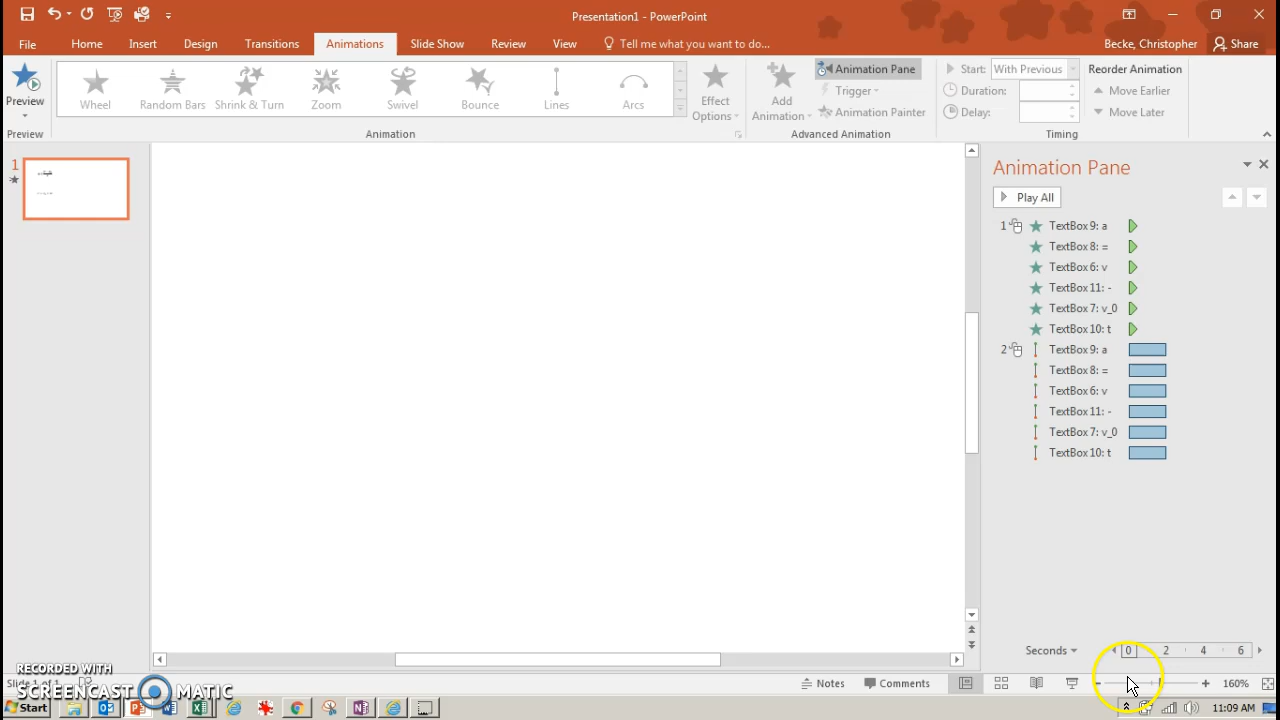 Presentation1 - PowerPoint
File Home Insert Design Transitions Animations Slide Show Review View Tell me what you want to do... Becke, Christopher Share
Preview Wheel Random Bars Shrink & Turn Zoom Swivel Bounce Lines Arcs Effect Options Add Animation Animation Pane Trigger Animation Painter Start: With Previous Duration: Delay: Reorder Animation Move Earlier Move Later
Preview Animation Advanced Animation Timing
1
Animation Pane
Play All
1 TextBox 9: a
TextBox 8: =
TextBox 6: v
TextBox 11: -
TextBox 7: v_0
TextBox 10: t
2 TextBox 9: a
TextBox 8: =
TextBox 6: v
TextBox 11: -
TextBox 7: v_0
TextBox 10: t
Seconds 0 2 4 6
RECORDED WITH
SCREENCAST MATIC
Slide 1 of 1 Notes Comments 160%
Start 11:09 AM